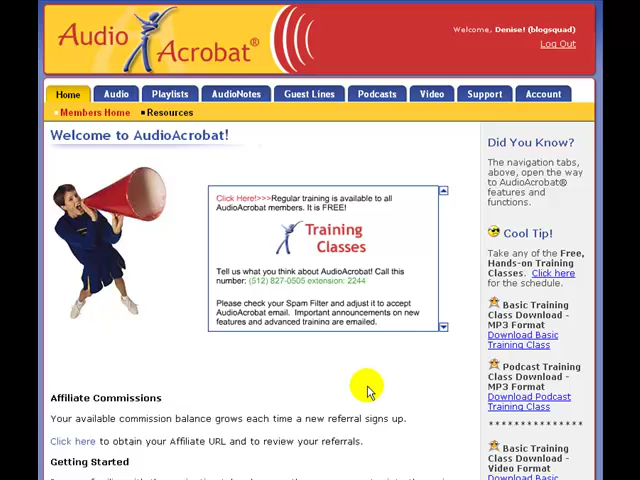 Audio Acrobat®
Welcome, Denise! (blogsquad)
Log Out
Home Audio Playlists AudioNotes Guest Lines Podcasts Video Support Account
Members Home Resources
Welcome to AudioAcrobat!
Click Here!>>>Regular training is available to all
AudioAcrobat members. It is FREE!
Training
Classes
Tell us what you think about AudioAcrobat! Call this
number: (512) 827-0505 extension: 2244
Please check your Spam Filter and adjust it to accept
AudioAcrobat email. Important announcements on new
features and advanced training are emailed.
Affiliate Commissions
Your available commission balance grows each time a new referral signs up.
Click here to obtain your Affiliate URL and to review your referrals.
Getting Started
Did You Know?
The navigation tabs,
above, open the way
to AudioAcrobat®
features and
functions.
Cool Tip!
Take any of the Free,
Hands-on Training
Classes. Click here
for the schedule.
Basic Training
Class Download -
MP3 Format
Download Basic
Training Class
Podcast Training
Class Download -
MP3 Format
Download Podcast
Training Class
***************
Basic Training
Class Download -
Video Format
Download Basic